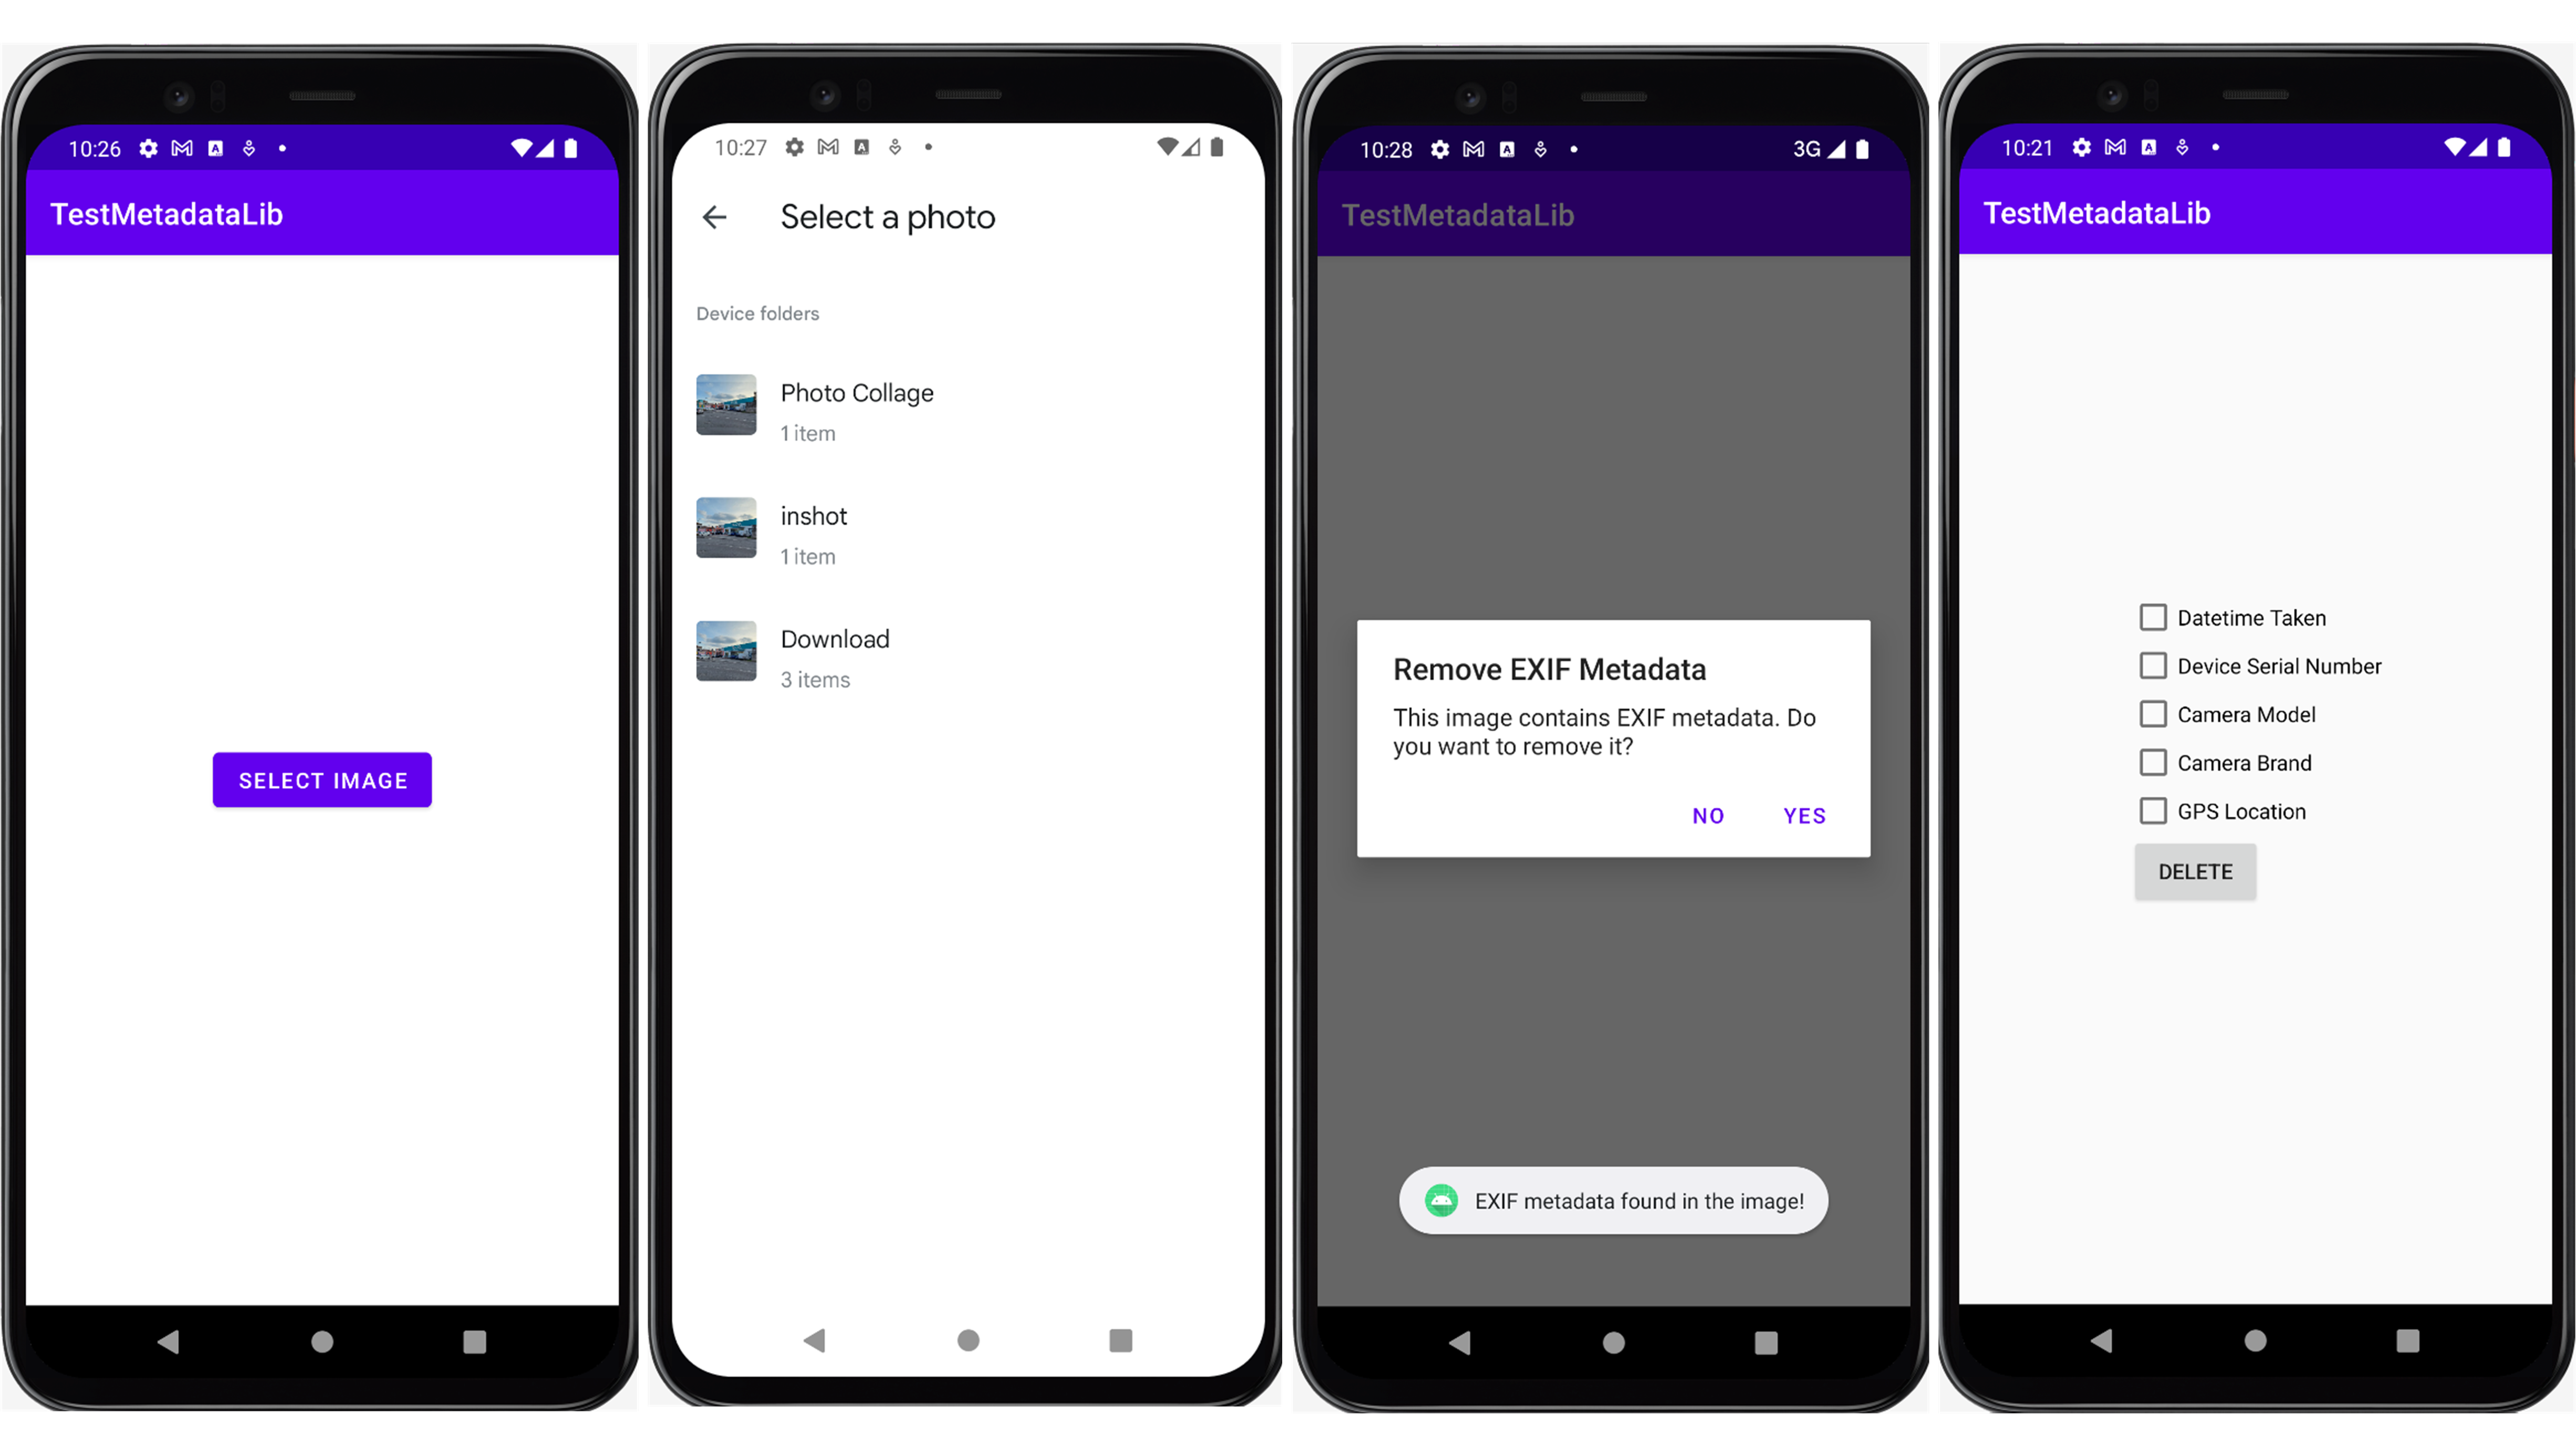 10:26
TestMetadataLib
SELECT IMAGE
10:27
Select a photo
Device folders
Photo Collage
1 item
inshot
1 item
Download
3 items
10:28
3G
TestMetadataLib
Remove EXIF Metadata
This image contains EXIF metadata. Do
you want to remove it?
NO YES
EXIF metadata found in the image!
10:21
TestMetadataLib
Datetime Taken
Device Serial Number
Camera Model
Camera Brand
GPS Location
DELETE